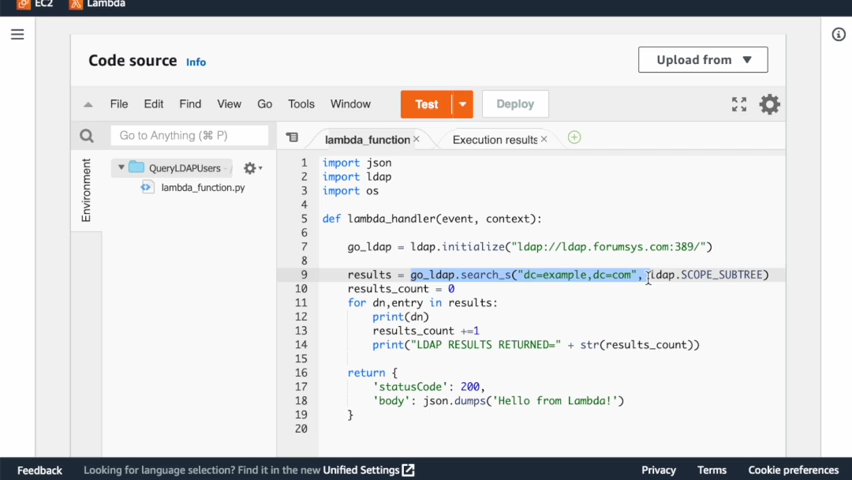 EC2 Lambda
Code source Info
Upload from
File Edit Find View Go Tools Window Test Deploy
Go to Anything (⌘ P)
lambda_function × Execution results ×
Environment
QueryLDAPUsers
lambda_function.py
1 import json
2 import ldap
3 import os
4
5 def lambda_handler(event, context):
6
7 go_ldap = ldap.initialize("ldap://ldap.forumsys.com:389/")
8
9 results = go_ldap.search_s("dc=example,dc=com", ldap.SCOPE_SUBTREE)
10 results_count = 0
11 for dn,entry in results:
12 print(dn)
13 results_count +=1
14 print("LDAP RESULTS RETURNED=" + str(results_count))
15
16 return {
17 'statusCode': 200,
18 'body': json.dumps('Hello from Lambda!')
19 }
20
Feedback Looking for language selection? Find it in the new Unified Settings Privacy Terms Cookie preferences